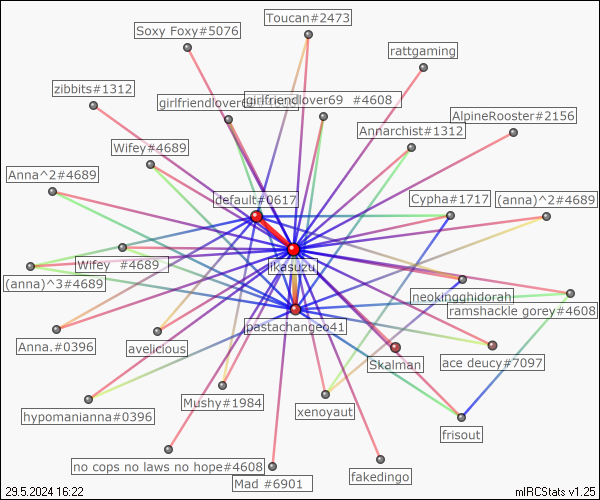 Toucan#2473
Soxy Foxy#5076
rattgaming
zibbits#1312
girlfriendlover69 #4608
AlpineRooster#2156
Annarchist#1312
Wifey#4689
Anna^2#4689
default#0617
Cypha#1717
(anna)^2#4689
Wifey #4689
likasuzu
(anna)^3#4689
neokingghidorah
ramshackle gorey#4608
pastachangeo41
Anna.#0396
avelicious
Skalman
ace deucy#7097
Mushy#1984
xenoyaut
hypomanianna#0396
frisout
no cops no laws no hope#4608
Mad #6901
fakedingo
29.5.2024 16:22
mIRCStats v1.25